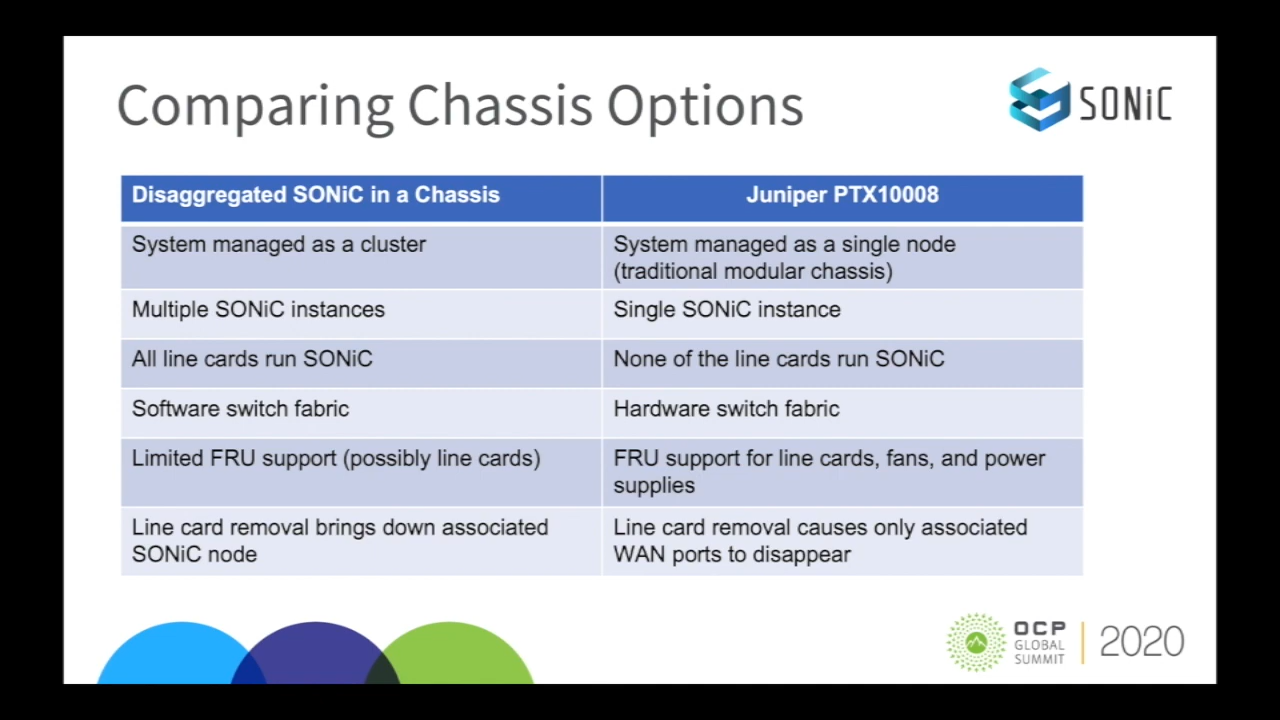 Comparing Chassis Options
SONiC
Disaggregated SONiC in a Chassis
Juniper PTX10008
System managed as a cluster
System managed as a single node
(traditional modular chassis)
Multiple SONiC instances
Single SONiC instance
All line cards run SONiC
None of the line cards run SONiC
Software switch fabric
Hardware switch fabric
Limited FRU support (possibly line cards)
FRU support for line cards, fans, and power
supplies
Line card removal brings down associated
SONiC node
Line card removal causes only associated
WAN ports to disappear
OCP
GLOBAL
SUMMIT
2020